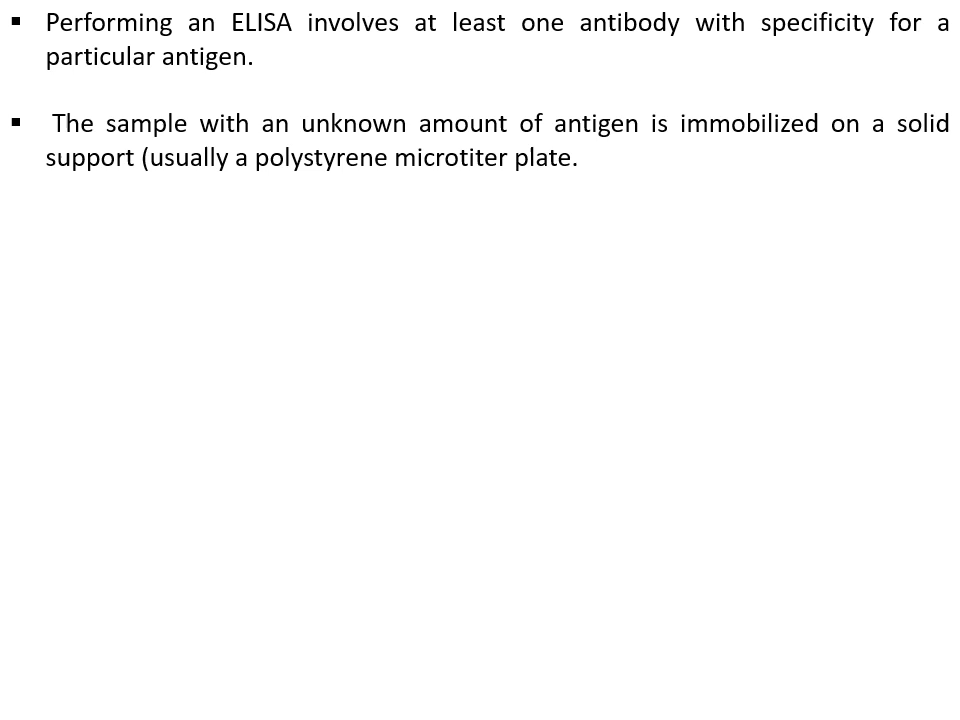 ▪ Performing an ELISA involves at least one antibody with specificity for a
particular antigen.
▪ The sample with an unknown amount of antigen is immobilized on a solid
support (usually a polystyrene microtiter plate.